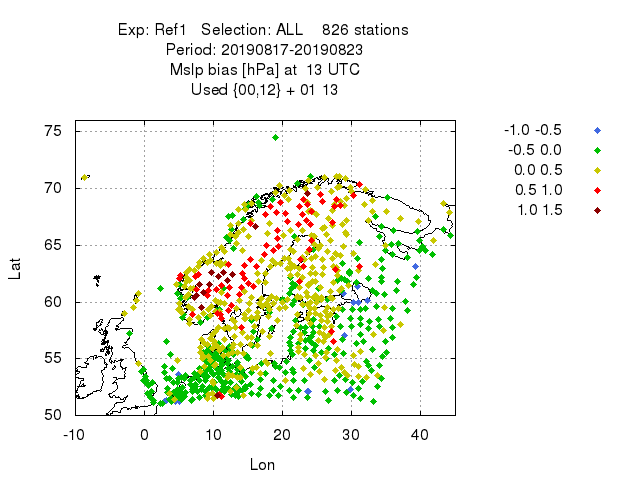 Exp: Ref1 Selection: ALL 826 stations
Period: 20190817-20190823
Mslp bias [hPa] at 13 UTC
Used {00,12} + 01 13
-1.0 -0.5
-0.5 0.0
0.0 0.5
0.5 1.0
1.0 1.5
Lat
75
70
65
60
55
50
-10 0 10 20 30 40
Lon